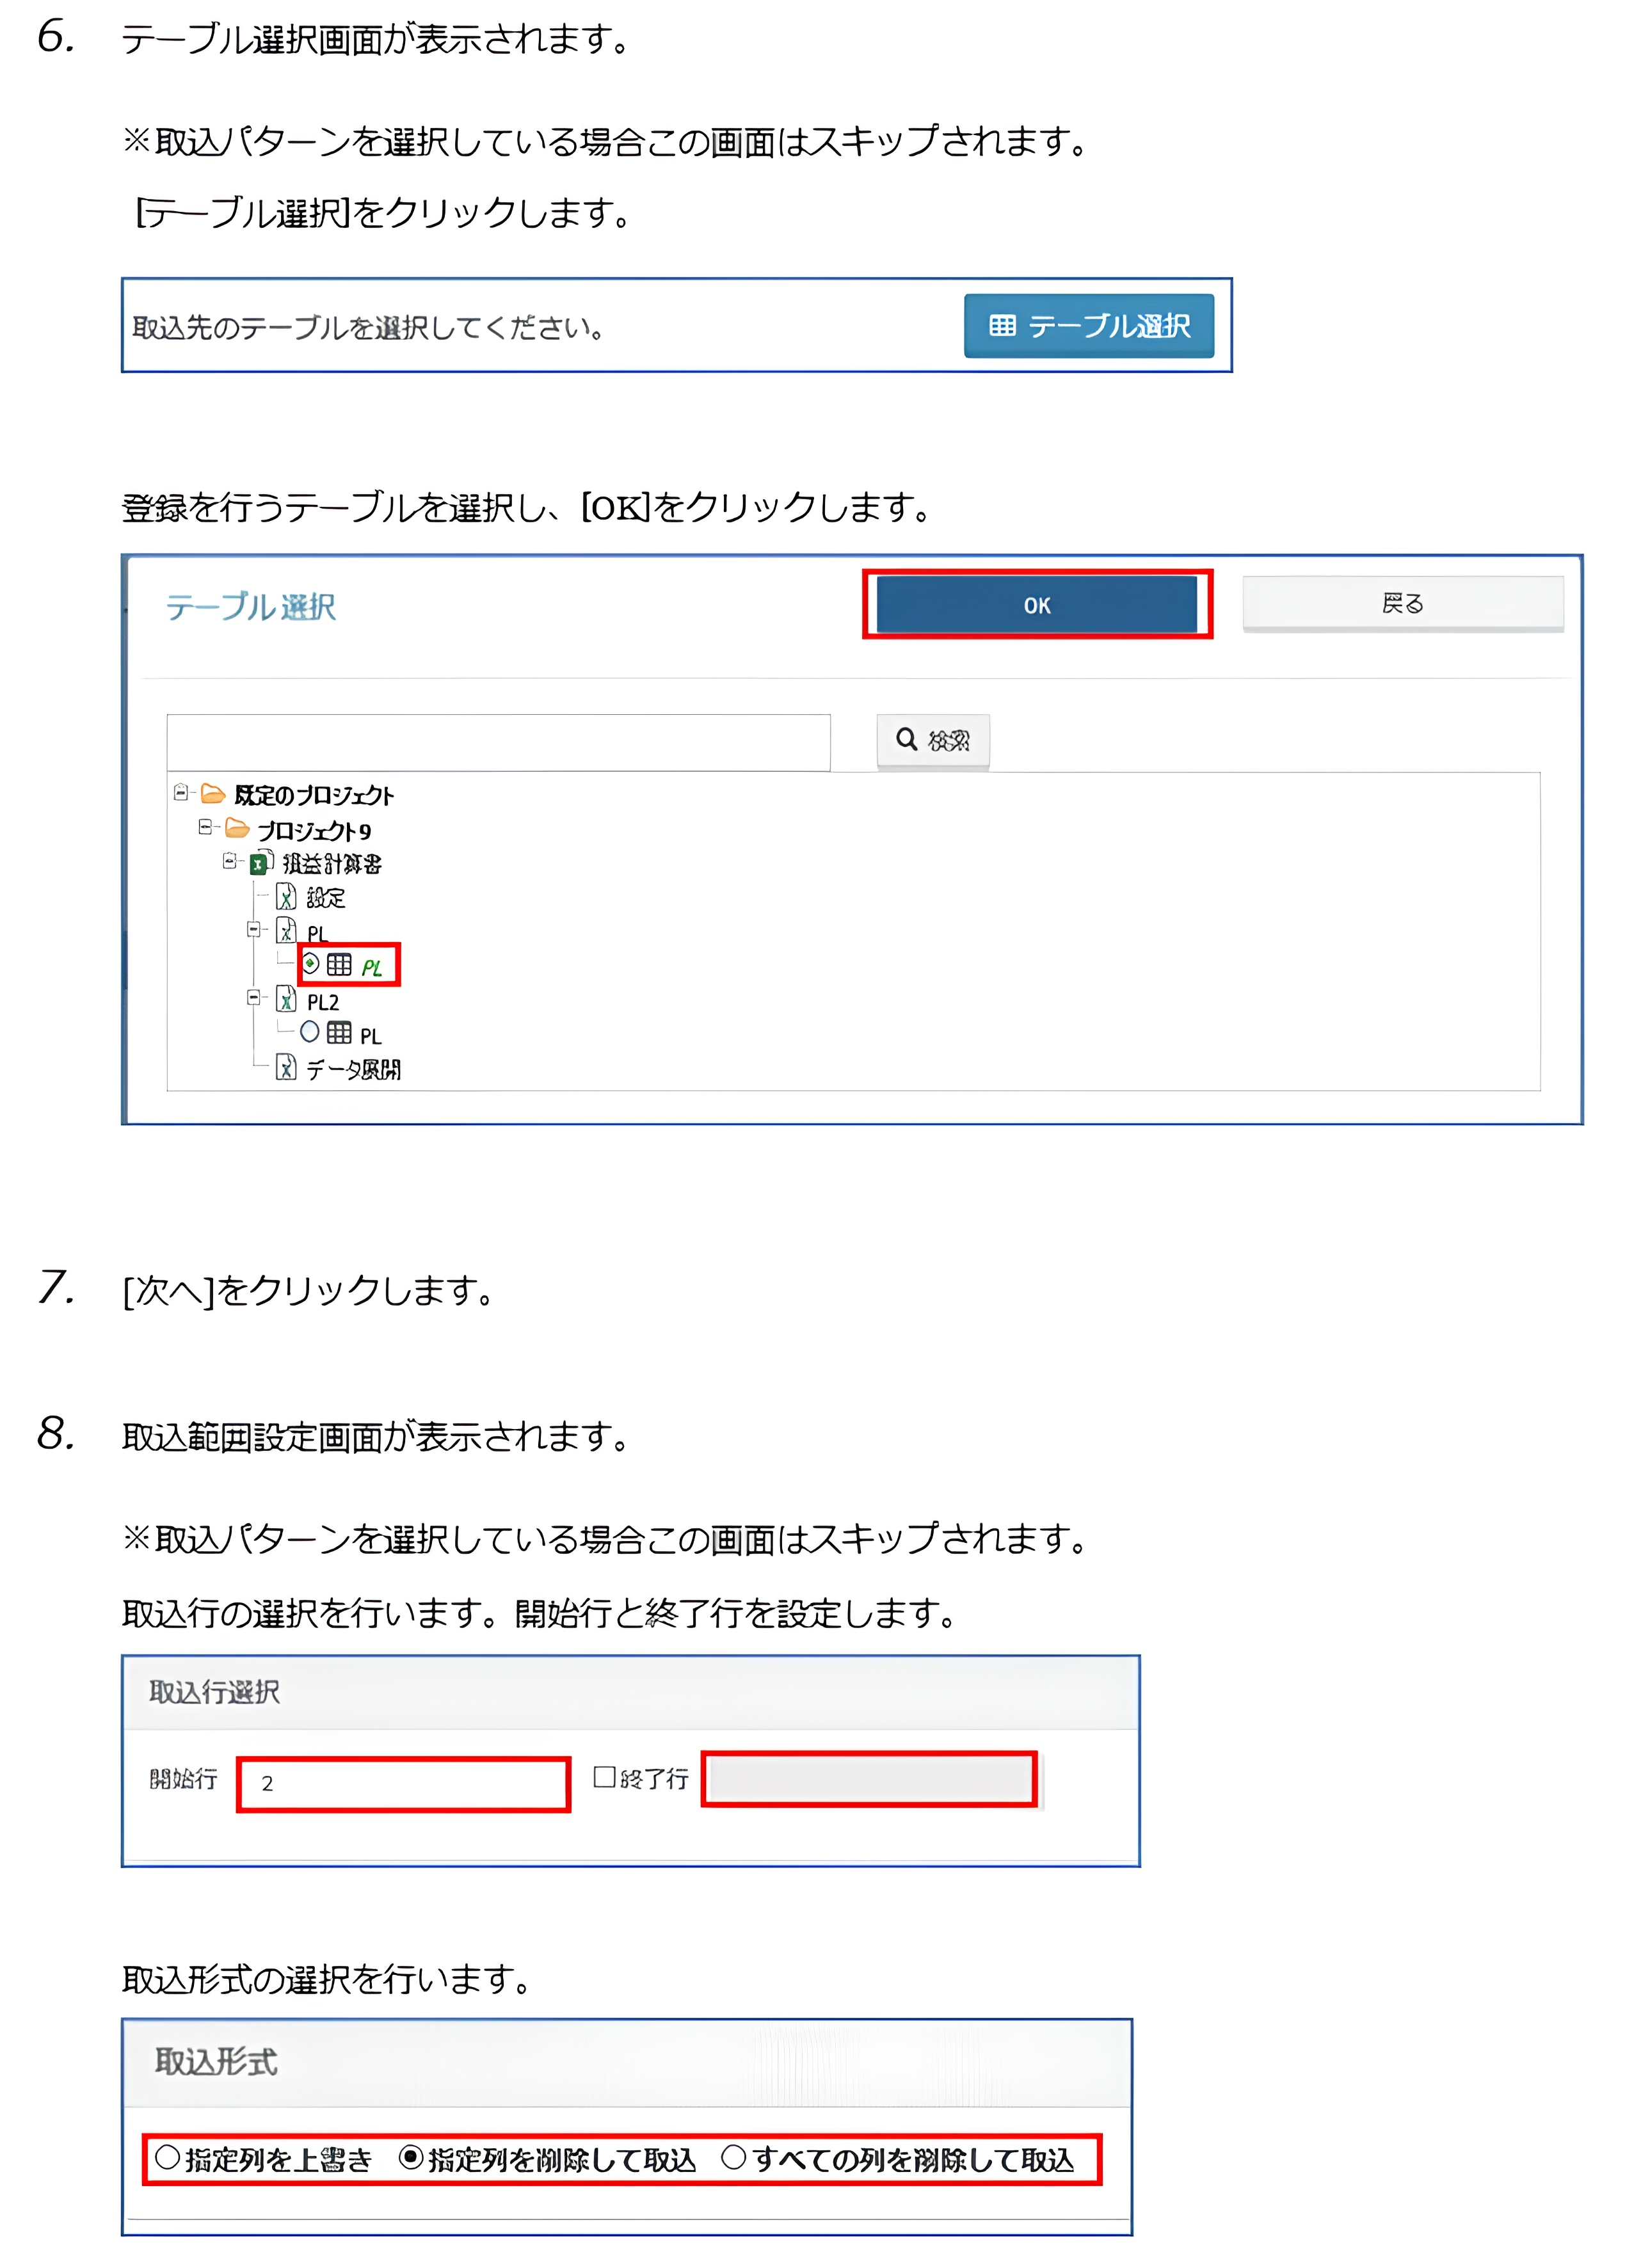 6. テーブル選択画面が表示されます。
※取込パターンを選択している場合この画面はスキップされます。
[テーブル選択]をクリックします。
取込先のテーブルを選択してください。 テーブル選択
登録を行うテーブルを選択し、[OK]をクリックします。
テーブル選択 OK 戻る
検索
既定のプロジェクト
プロジェクト9
損益計算書
設定
PL
PL
PL2
PL
データ展開
7. [次へ]をクリックします。
8. 取込範囲設定画面が表示されます。
※取込パターンを選択している場合この画面はスキップされます。
取込行の選択を行います。開始行と終了行を設定します。
取込行選択
開始行 2 終了行
取込形式の選択を行います。
取込形式
指定列を上書き 指定列を削除して取込 すべての列を削除して取込